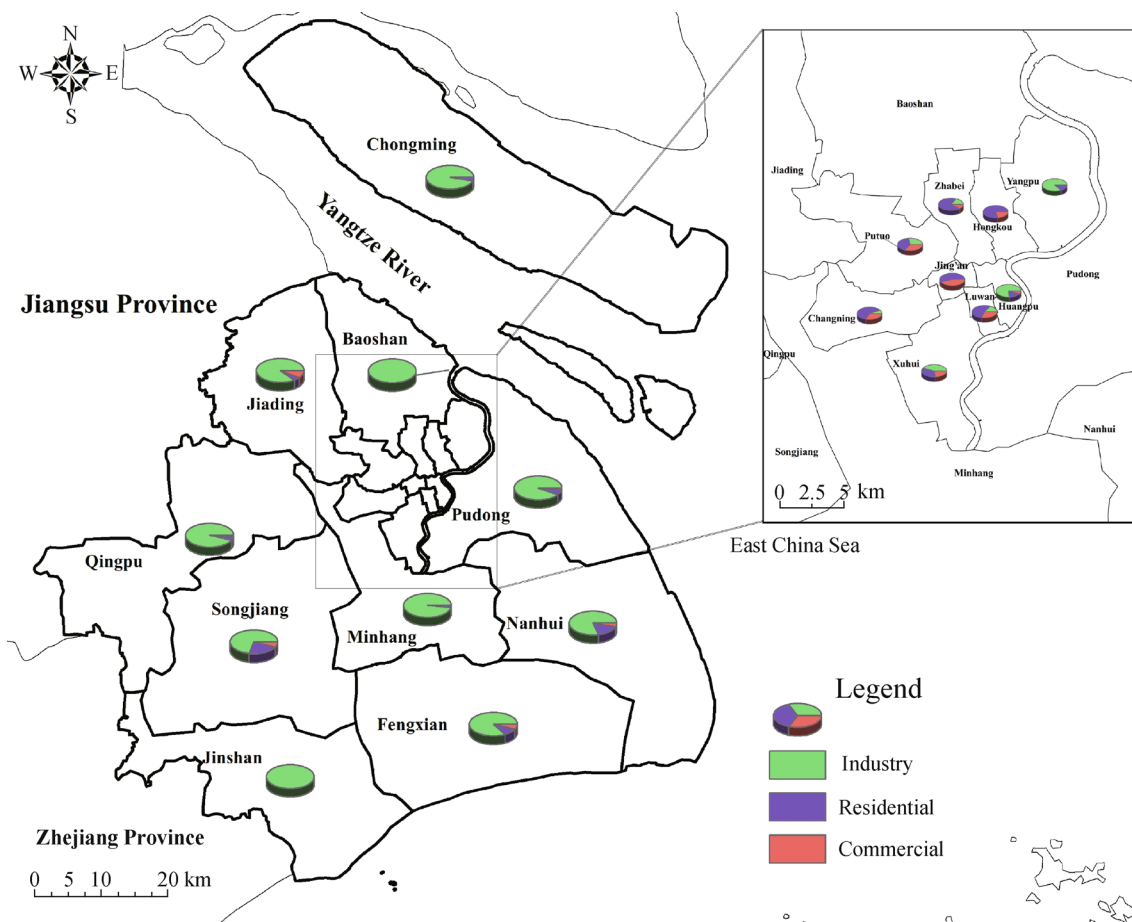 N
W E
S
Chongming
Yangtze River
Jiangsu Province
Baoshan
Jiading
Pudong
Qingpu
Songjiang
Minhang
Nanhui
Fengxian
Jinshan
Zhejiang Province
0 5 10 20 km
East China Sea
Baoshan
Jiading
Zhabei
Yangpu
Hongkou
Putuo
Jing'an
Pudong
Luwan
Huangpu
Changning
Qingpu
Xuhui
Nanhui
Songjiang
Minhang
0 2.5 5 km
Legend
Industry
Residential
Commercial